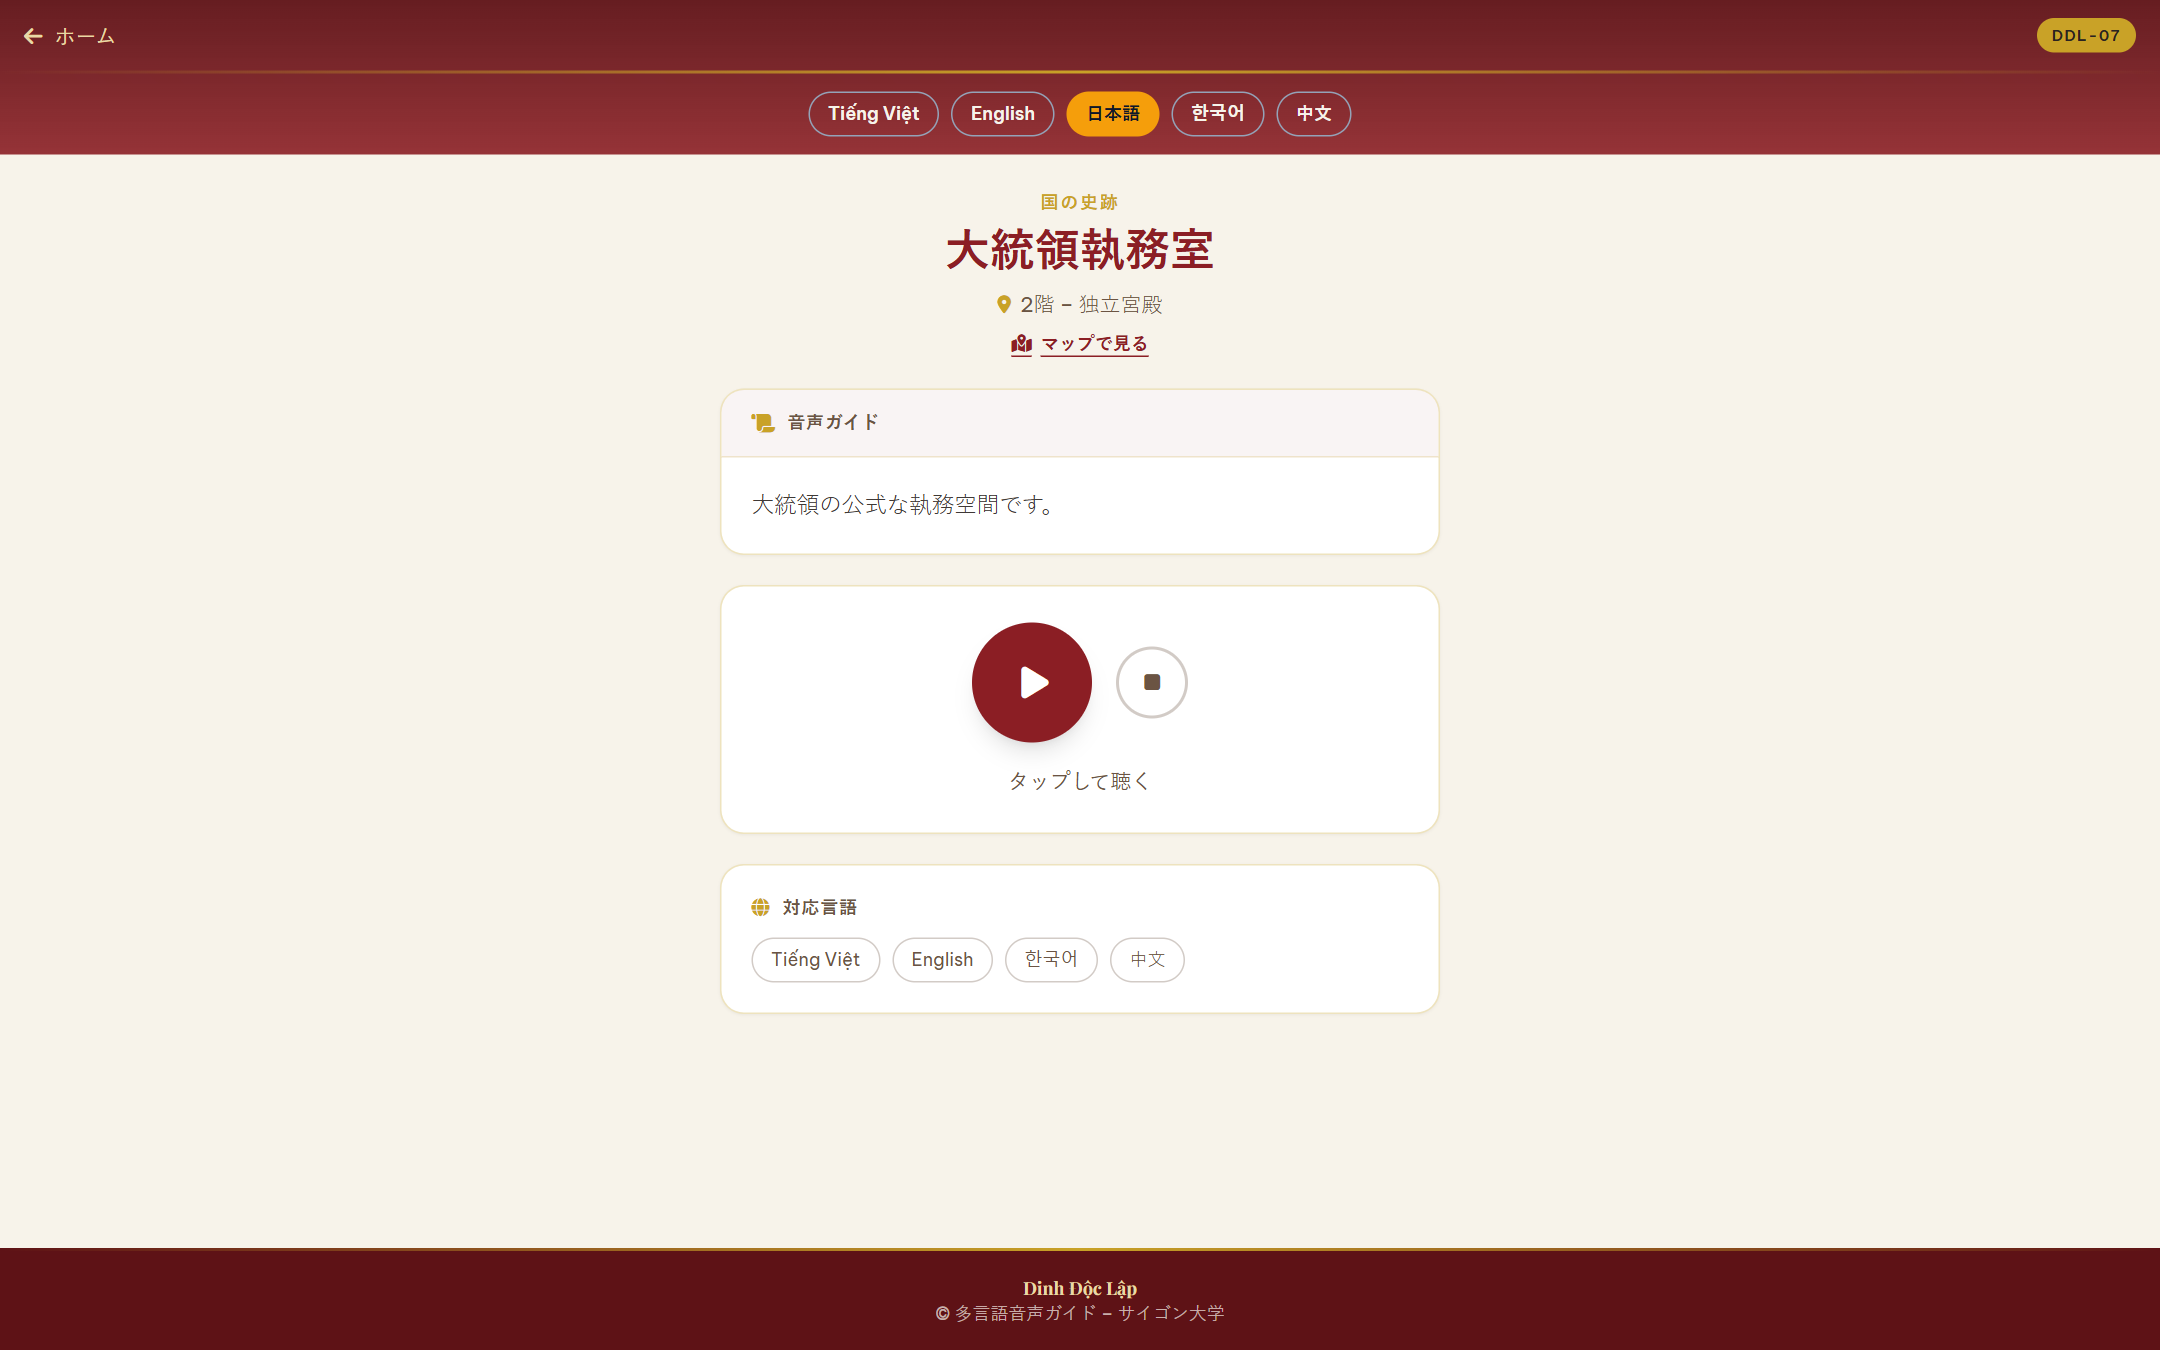 ホーム
DDL-07
Tiếng Việt English 日本語 한국어 中文
国の史跡
大統領執務室
2階 – 独立宮殿
マップで見る
音声ガイド
大統領の公式な執務空間です。
タップして聴く
対応言語
Tiếng Việt English 한국어 中文
Dinh Độc Lập
© 多言語音声ガイド – サイゴン大学